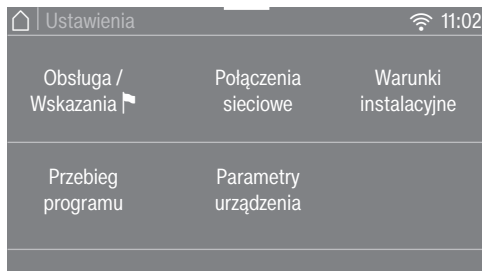 Ustawienia
11:02
Obsługa /
Wskazania
Połączenia
sieciowe
Warunki
instalacyjne
Przebieg
programu
Parametry
urządzenia